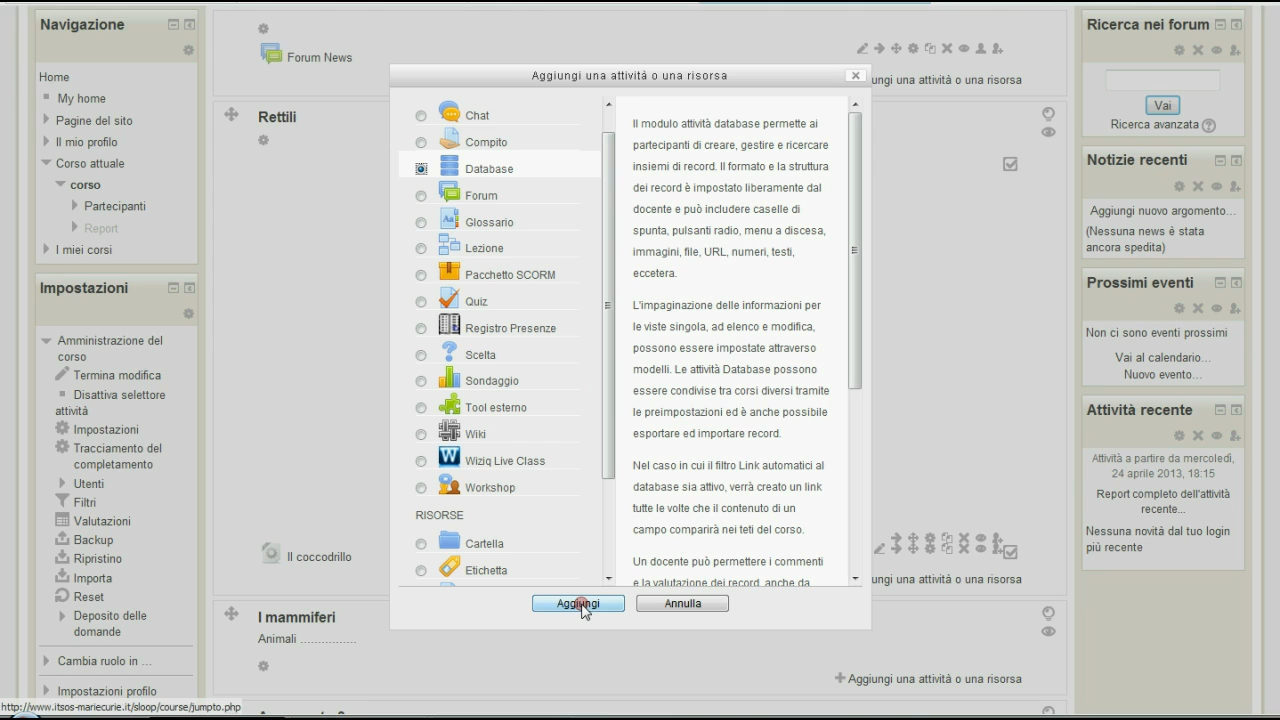 Navigazione
Home
My home
Pagine del sito
Il mio profilo
Corso attuale
corso
Partecipanti
Report
I miei corsi
Impostazioni
Amministrazione del
corso
Termina modifica
Disattiva selettore
attività
Impostazioni
Tracciamento del
completamento
Utenti
Filtri
Valutazioni
Backup
Ripristino
Importa
Reset
Deposito delle
domande
Cambia ruolo in ...
Impostazioni profilo
http://www.itsos-mariecurie.it/sloop/course/jumpto.php
Forum News
ungi una attività o una risorsa
Rettili
Il coccodrillo
ungi una attività o una risorsa
I mammiferi
Animali ................
Aggiungi una attività o una risorsa
Aggiungi una attività o una risorsa
Chat
Compito
Database
Forum
Glossario
Lezione
Pacchetto SCORM
Quiz
Registro Presenze
Scelta
Sondaggio
Tool esterno
Wiki
Wiziq Live Class
Workshop
RISORSE
Cartella
Etichetta
Il modulo attività database permette ai
partecipanti di creare, gestire e ricercare
insiemi di record. Il formato e la struttura
dei record è impostato liberamente dal
docente e può includere caselle di
spunta, pulsanti radio, menu a discesa,
immagini, file, URL, numeri, testi,
eccetera.
L'impaginazione delle informazioni per
le viste singola, ad elenco e modifica,
possono essere impostate attraverso
modelli. Le attività Database possono
essere condivise tra corsi diversi tramite
le preimpostazioni ed è anche possibile
esportare ed importare record.
Nel caso in cui il filtro Link automatici al
database sia attivo, verrà creato un link
tutte le volte che il contenuto di un
campo comparirà nei teti del corso.
Un docente può permettere i commenti
e la valutazione dei record, anche da
Aggiungi
Annulla
Ricerca nei forum
Vai
Ricerca avanzata
Notizie recenti
Aggiungi nuovo argomento...
(Nessuna news è stata
ancora spedita)
Prossimi eventi
Non ci sono eventi prossimi
Vai al calendario...
Nuovo evento...
Attività recente
Attività a partire da mercoledì,
24 aprile 2013, 18:15
Report completo dell'attività
recente...
Nessuna novità dal tuo login
più recente